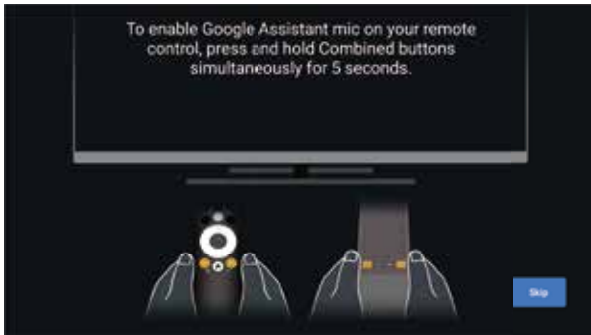 To enable Google Assistant mic on your remote
control, press and hold Combined buttons
simultaneously for 5 seconds.
Skip